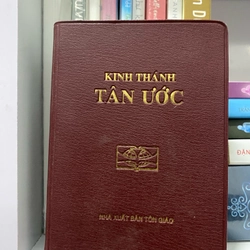 KINH THÁNH
TÂN ƯỚC
NHÀ XUẤT BẢN TÔN GIÁO